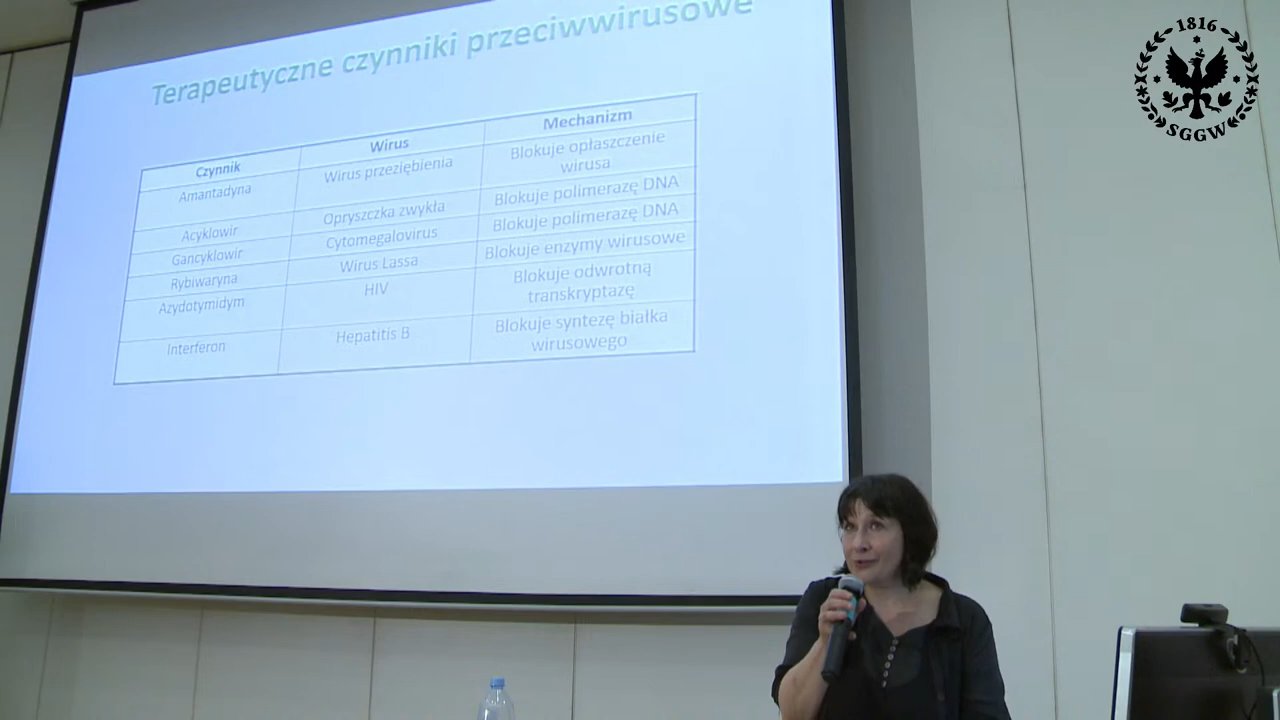 Terapeutyczne czynniki przeciwwirusowe
Czynnik Wirus Mechanizm
Amantadyna Wirus przeziębienia Blokuje opłaszczenie
wirusa
Acyklowir Opryszczka zwykła Blokuje polimerazę DNA
Gancyklowir Cytomegalovirus Blokuje polimerazę DNA
Rybiwaryna Wirus Lassa Blokuje enzymy wirusowe
Azydotymidym HIV Blokuje odwrotną
transkryptazę
Interferon Hepatitis B Blokuje syntezę białka
wirusowego
1816
SGGW